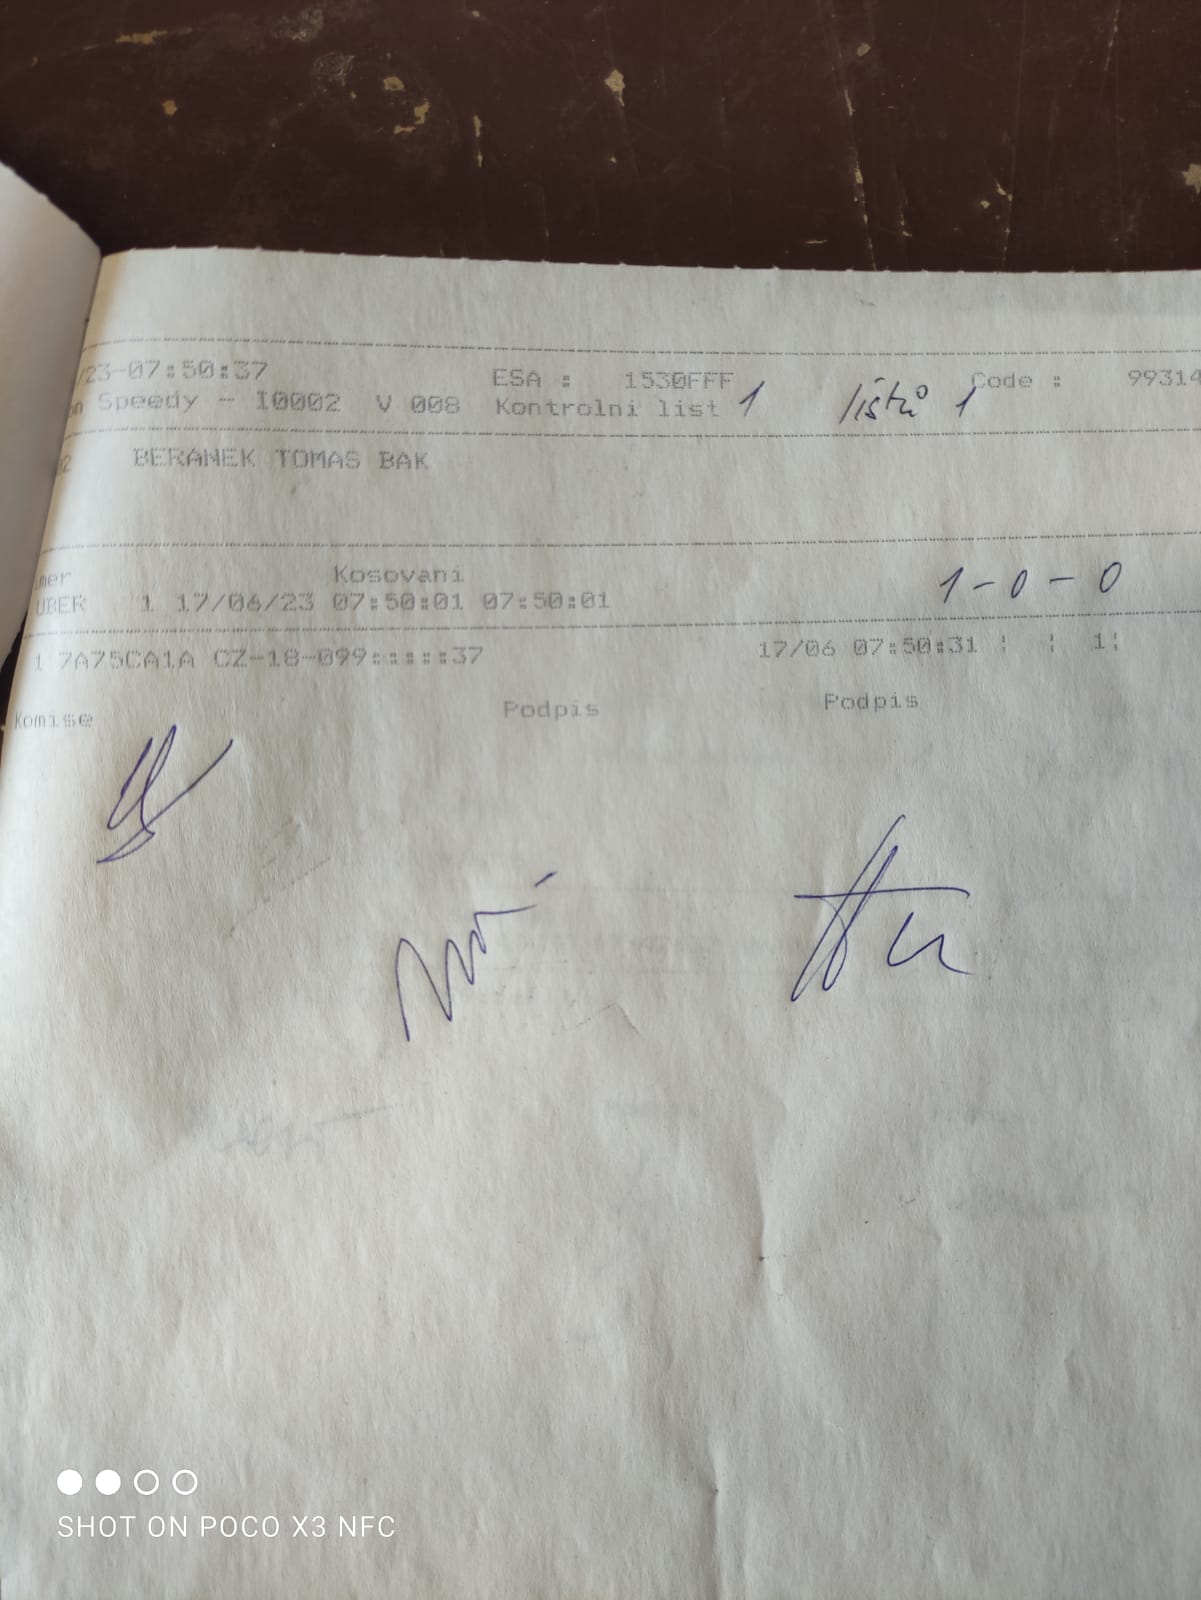 /23-07:50:37 ESA : 1530FFF Code : 99314
Speedy - I0002 V 008 Kontrolni list 1 listů 1
BERANEK TOMAS BAK
Kosovani
UBER 1 17/06/23 07:50:01 07:50:01 1-0-0
1 7A75CA1A CZ-18-099:::::37 17/06 07:50:31 ¦ ¦ 1¦
Komise Podpis Podpis
SHOT ON POCO X3 NFC